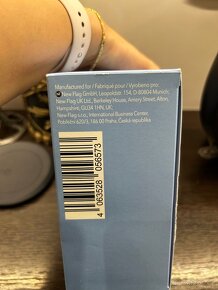 Manufactured for / Fabriqué pour / Vyrobeno pro:
New Flag GmbH, Leopoldstr. 154, D-80804 Munich
New Flag UK Ltd., Berkeley House, Amery Street, Alton,
Hampshire, GU34 1HN, UK
New Flag s.r.o., International Business Center,
Pobřežní 620/3, 186 00 Praha, Česká republika
4 063528 056573